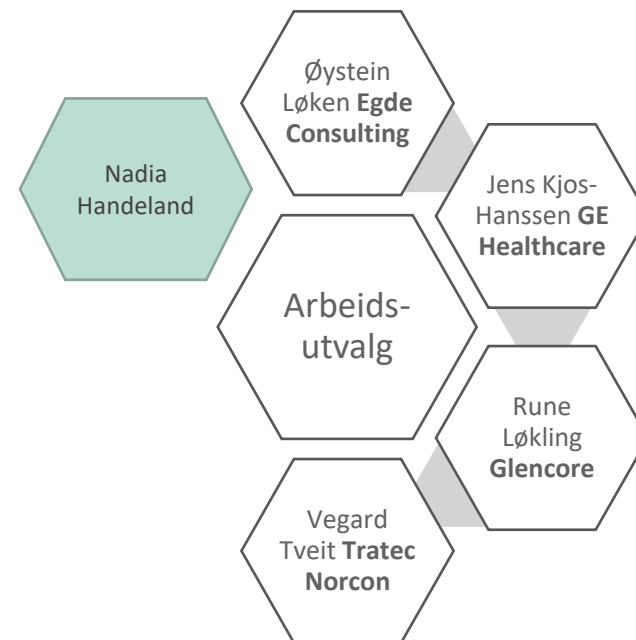 Øystein
Løken Egde
Consulting
Nadia
Handeland
Jens Kjos-
Hanssen GE
Healthcare
Arbeids-
utvalg
Rune
Løkling
Glencore
Vegard
Tveit Tratec
Norcon